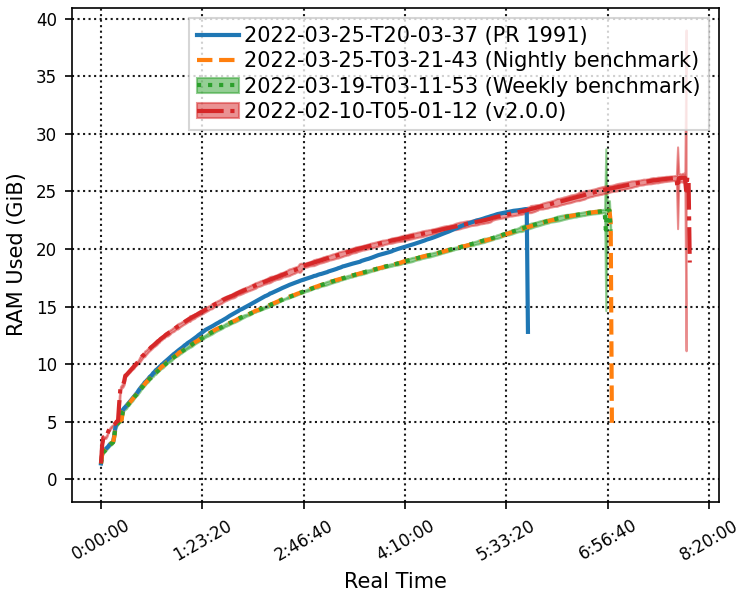 2022-03-25-T20-03-37 (PR 1991)
2022-03-25-T03-21-43 (Nightly benchmark)
2022-03-19-T03-11-53 (Weekly benchmark)
2022-02-10-T05-01-12 (v2.0.0)
RAM Used (GiB)
40
35
30
25
20
15
10
5
0
0:00:00
1:23:20
2:46:40
4:10:00
5:33:20
6:56:40
8:20:00
Real Time